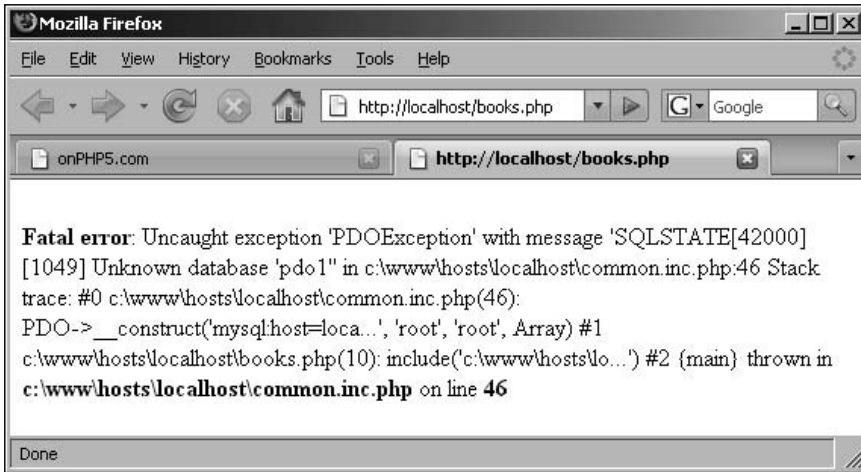 Mozilla Firefox
File Edit View History Bookmarks Tools Help
http://localhost/books.php G Google
onPHP5.com http://localhost/books.php
Fatal error: Uncaught exception 'PDOException' with message 'SQLSTATE[42000]
[1049] Unknown database 'pdo1'' in c:\www\hosts\localhost\common.inc.php:46 Stack
trace: #0 c:\www\hosts\localhost\common.inc.php(46):
PDO->__construct('mysql:host=loca...', 'root', 'root', Array) #1
c:\www\hosts\localhost\books.php(10): include('c:\www\hosts\lo...') #2 {main} thrown in
c:\www\hosts\localhost\common.inc.php on line 46
Done